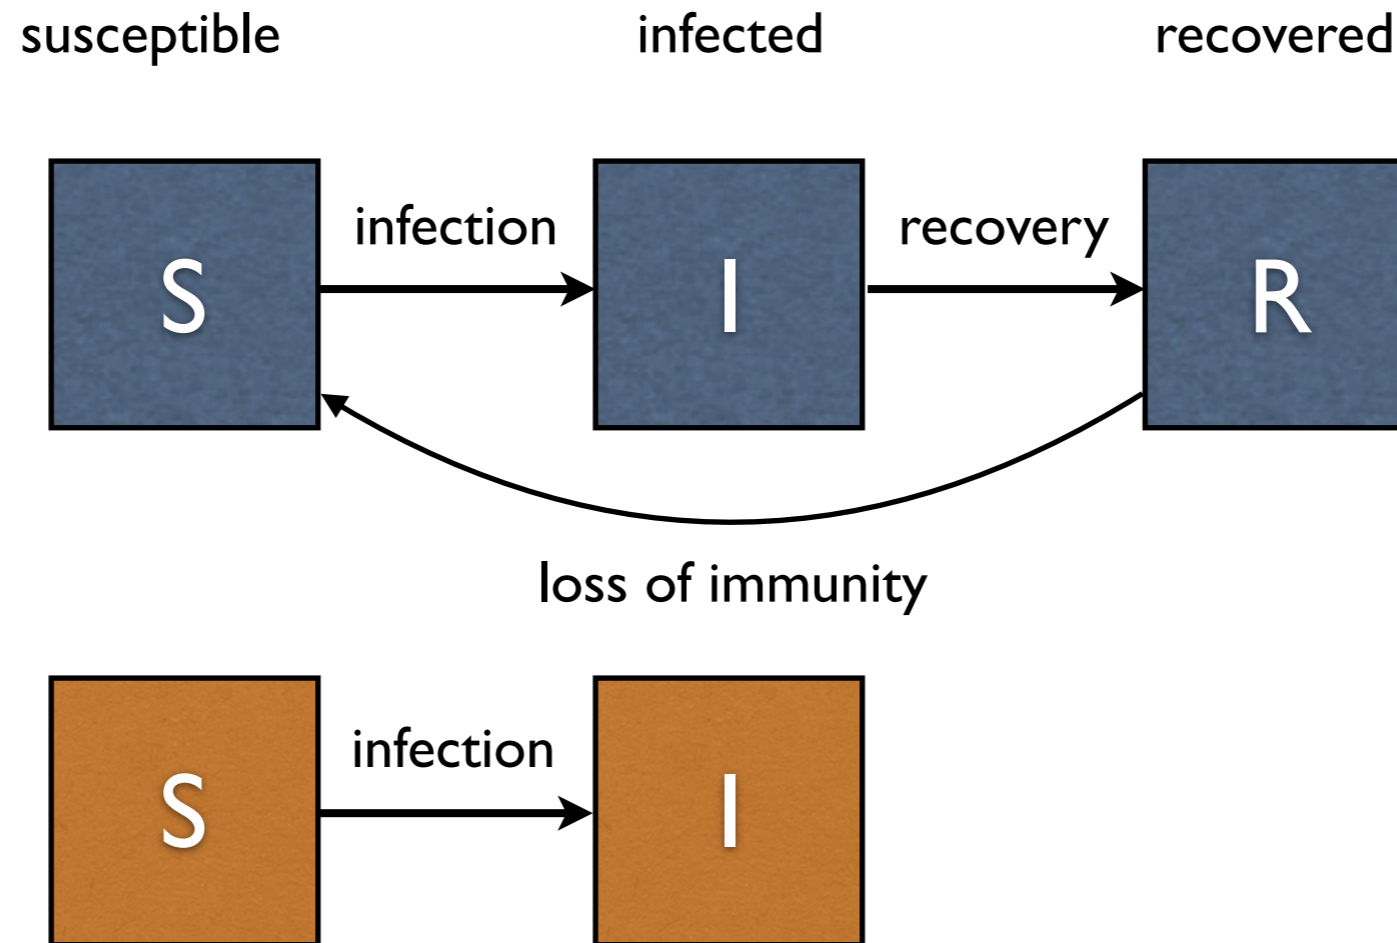 susceptible infected recovered
infection recovery
S I R
loss of immunity
infection
S I